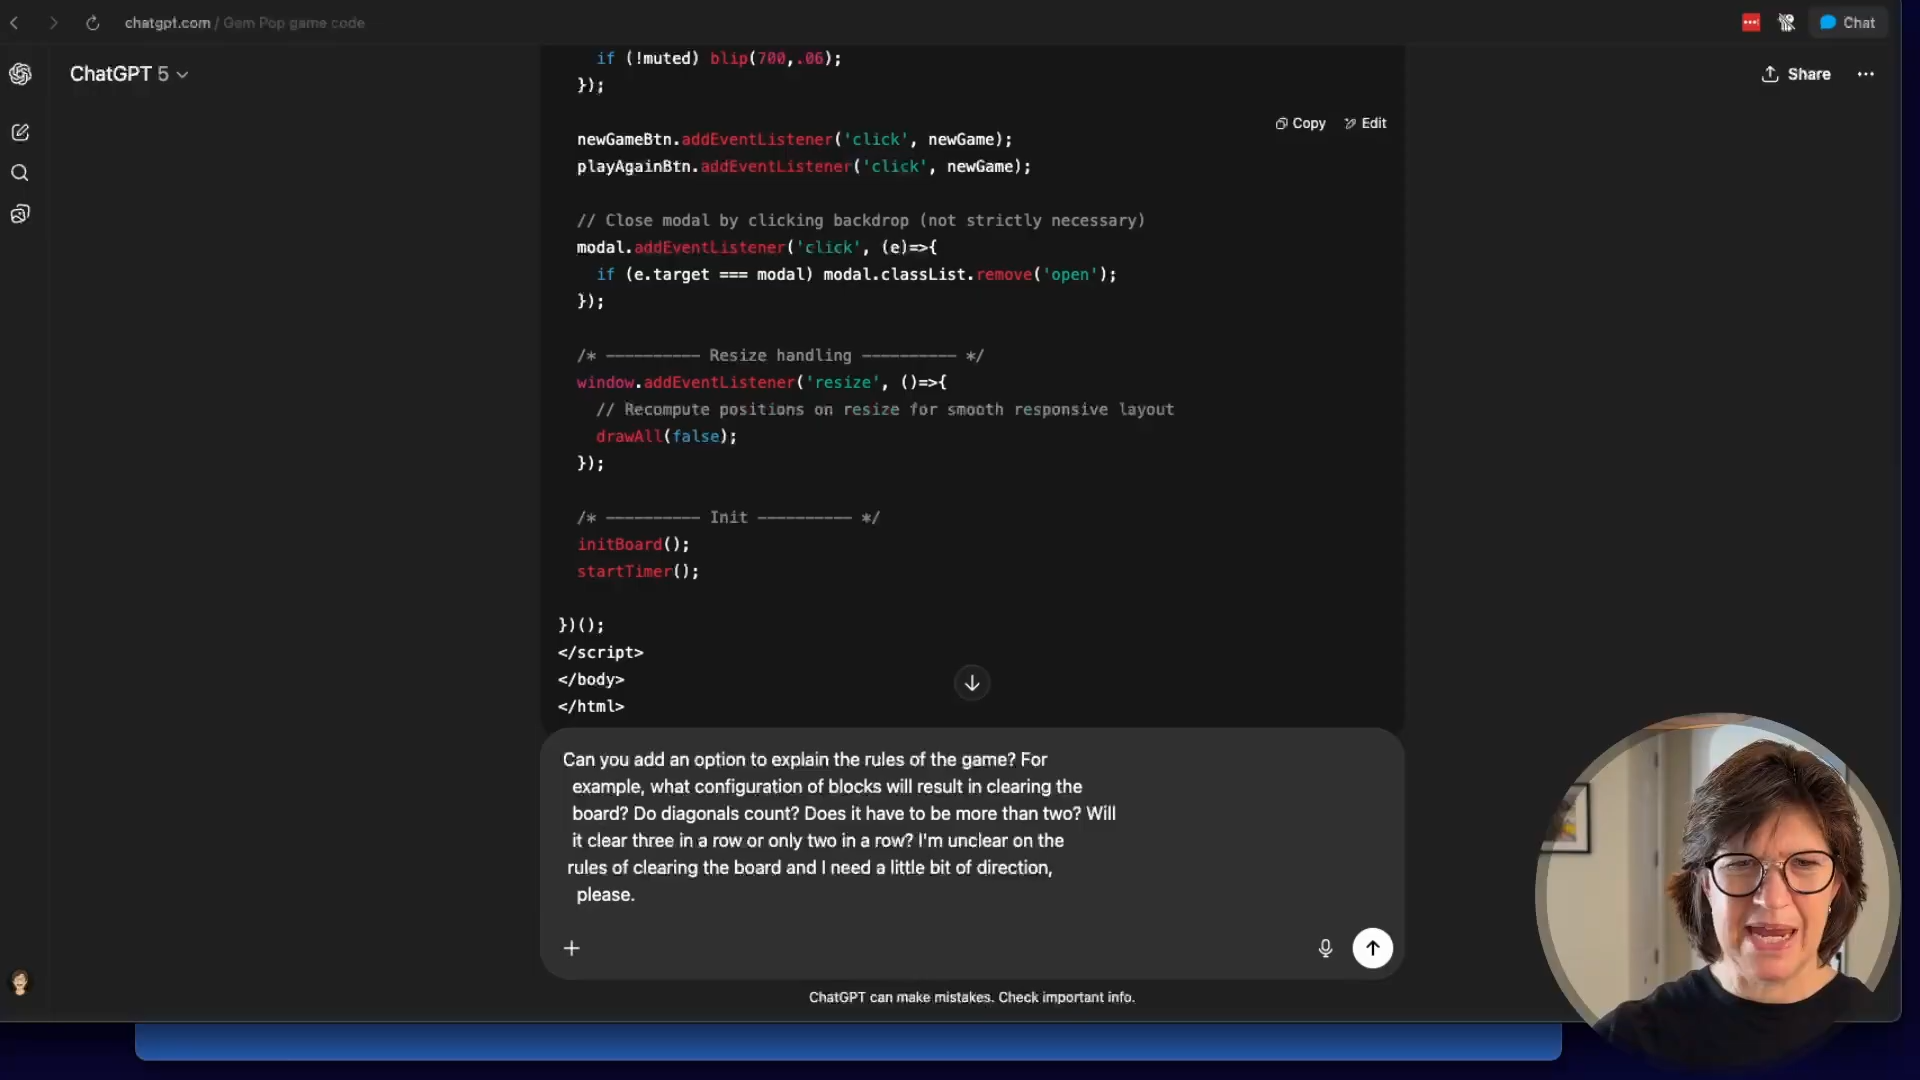 chatgpt.com / Gem Pop game code
Chat
ChatGPT 5
Share
if (!muted) blip(700,.06);
});
Copy Edit
newGameBtn.addEventListener('click', newGame);
playAgainBtn.addEventListener('click', newGame);
// Close modal by clicking backdrop (not strictly necessary)
modal.addEventListener('click', (e)=>{
if (e.target === modal) modal.classList.remove('open');
});
/* ────────── Resize handling ────────── */
window.addEventListener('resize', ()=>{
// Recompute positions on resize for smooth responsive layout
drawAll(false);
});
/* ────────── Init ────────── */
initBoard();
startTimer();
})();
</script>
</body>
</html>
Can you add an option to explain the rules of the game? For
example, what configuration of blocks will result in clearing the
board? Do diagonals count? Does it have to be more than two? Will
it clear three in a row or only two in a row? I'm unclear on the
rules of clearing the board and I need a little bit of direction,
please.
ChatGPT can make mistakes. Check important info.